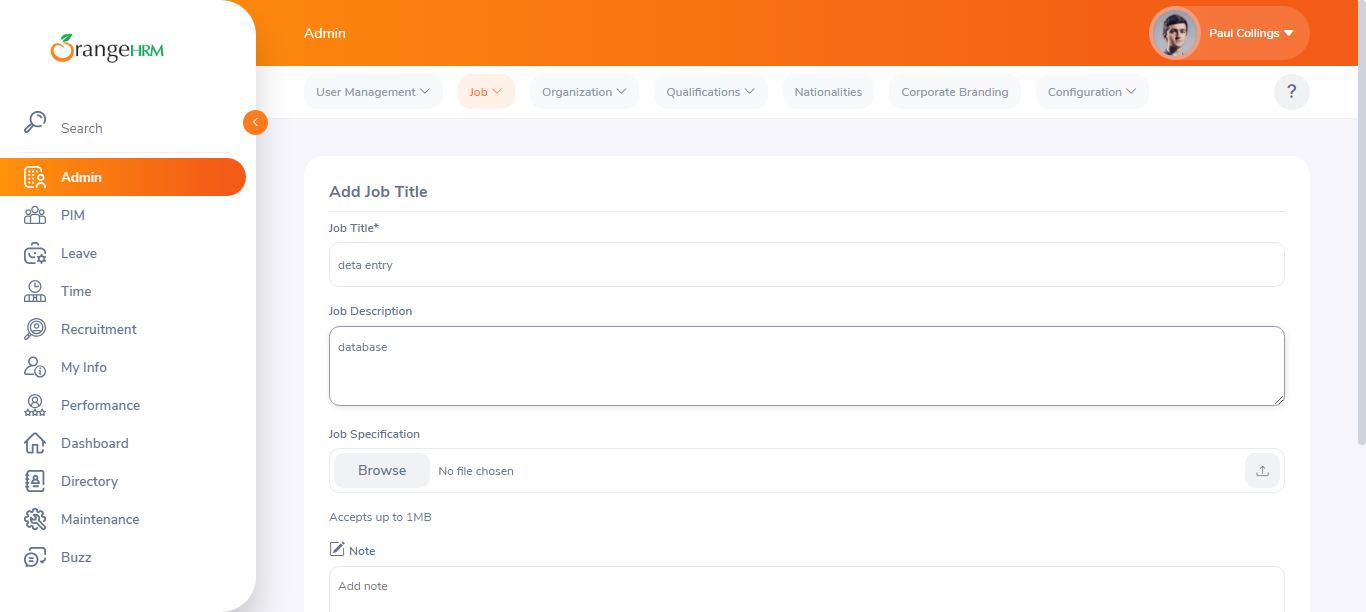 OrangeHRM
Admin
Paul Collings
User Management
Job
Organization
Qualifications
Nationalities
Corporate Branding
Configuration
?
Search
Admin
PIM
Leave
Time
Recruitment
My Info
Performance
Dashboard
Directory
Maintenance
Buzz
Add Job Title
Job Title*
deta entry
Job Description
database
Job Specification
Browse
No file chosen
Accepts up to 1MB
Note
Add note